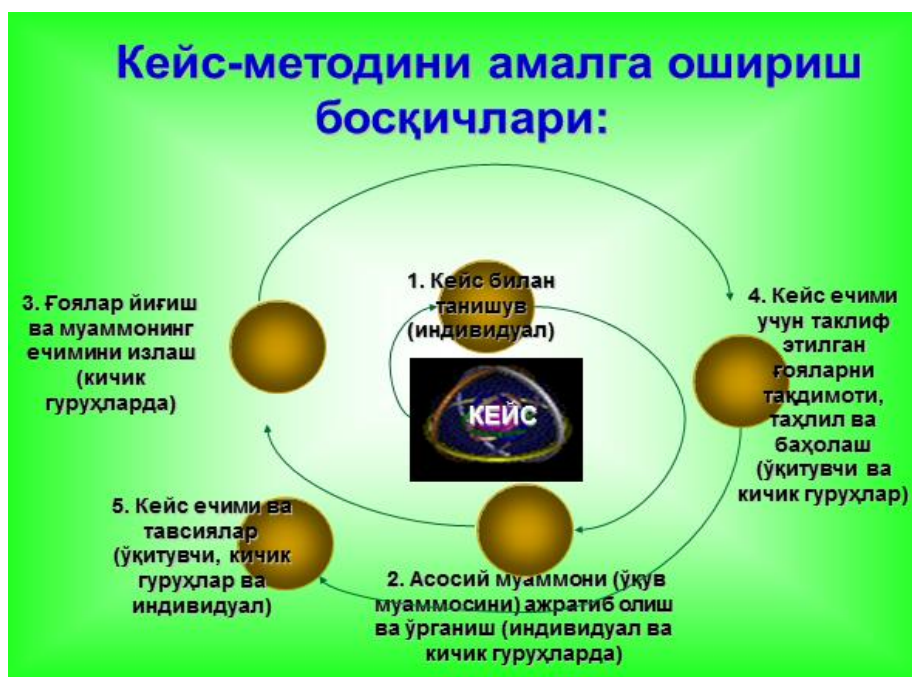 Кейс-методини амалга ошириш
босқичлари:
1. Кейс билан
танишув
(индивидуал)
КЕЙС
2. Асосий муаммони (ўқув
муаммосини) ажратиб олиш
ва ўрганиш (индивидуал ва
кичик гуруҳларда)
3. Ғоялар йиғиш
ва муаммонинг
ечимини излаш
(кичик
гуруҳларда)
4. Кейс ечими
учун таклиф
этилган
ғояларни
тақдимоти,
таҳлил ва
баҳолаш
(ўқитувчи ва
кичик гуруҳлар)
5. Кейс ечими ва
тавсиялар
(ўқитувчи, кичик
гуруҳлар ва
индивидуал)